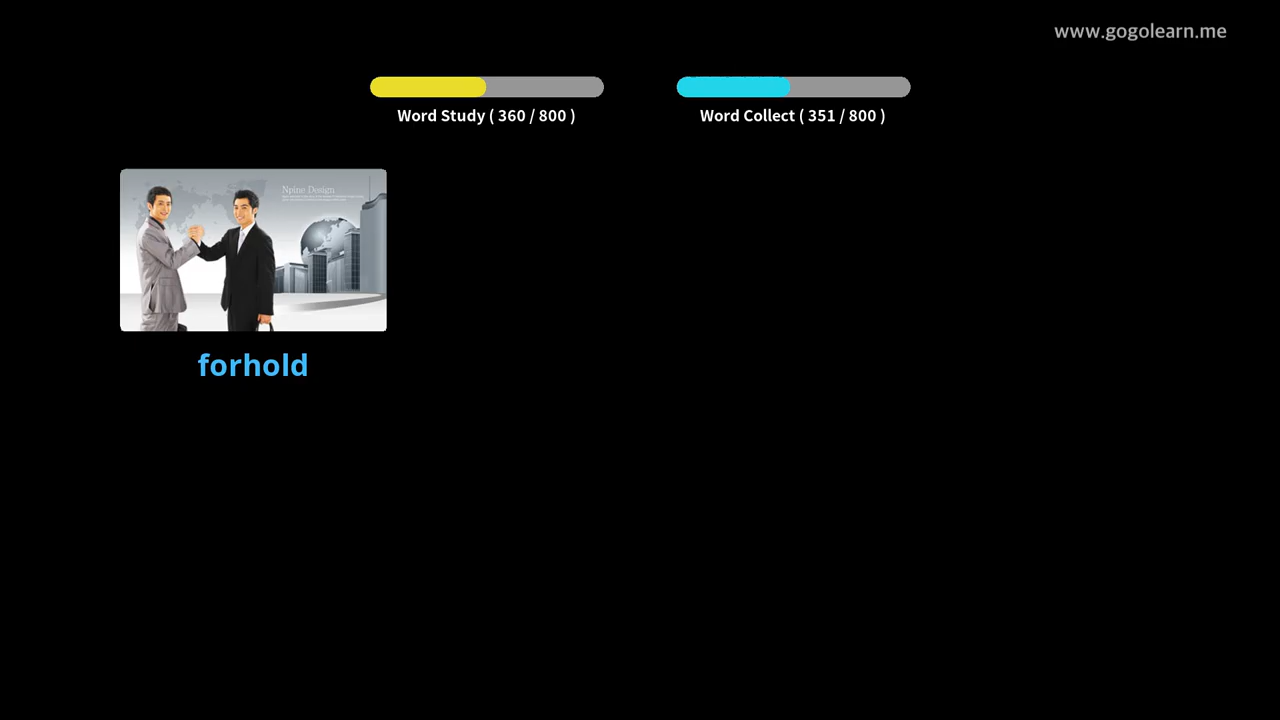 www.gogolearn.me
Word Study ( 360 / 800 )
Word Collect ( 351 / 800 )
Npine Design
forhold